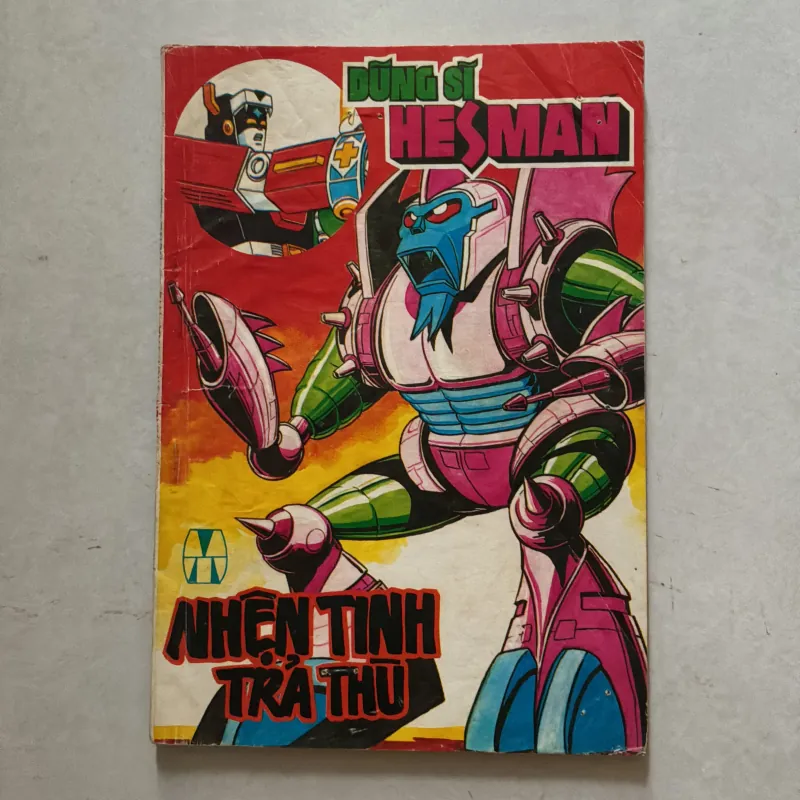 DŨNG SĨ
HESMAN
NHỆN TINH
TRẢ THÙ